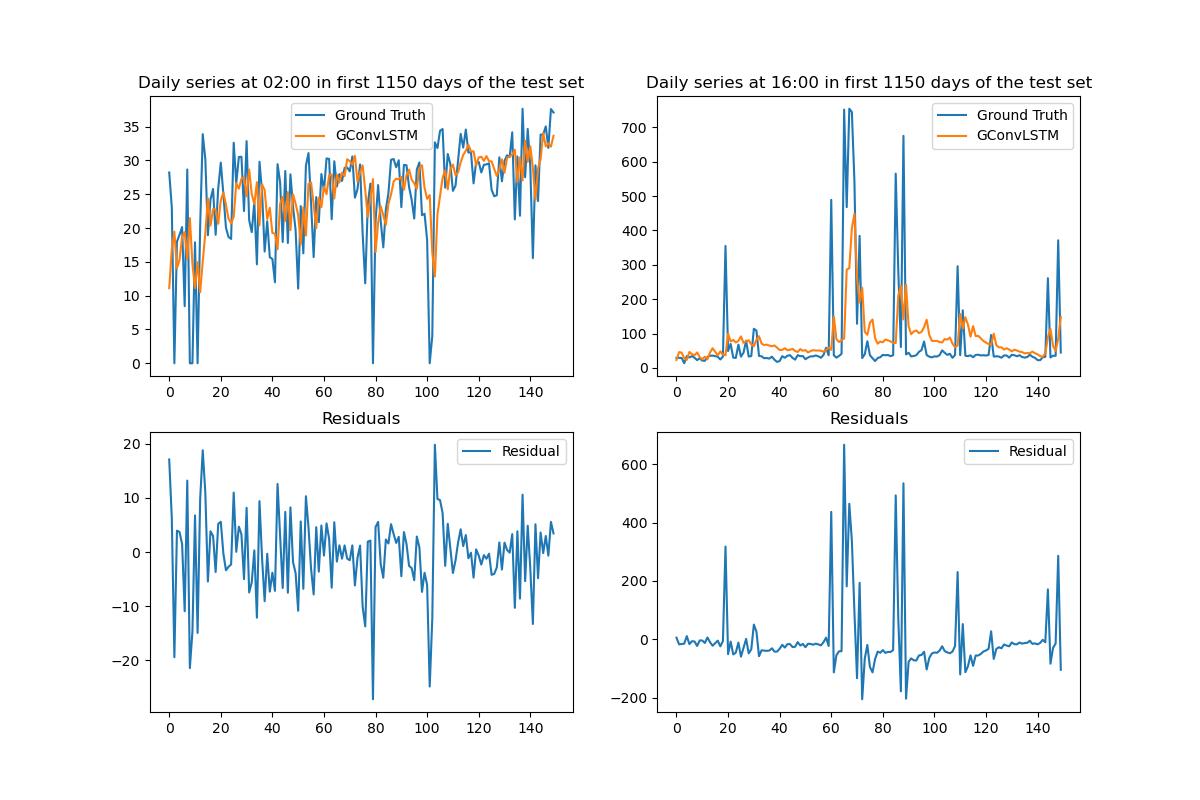 Daily series at 02:00 in first 1150 days of the test set
Ground Truth
GConvLSTM
35
30
25
20
15
10
5
0
0 20 40 60 80 100 120 140
Daily series at 16:00 in first 1150 days of the test set
Ground Truth
GConvLSTM
700
600
500
400
300
200
100
0
0 20 40 60 80 100 120 140
Residuals
Residual
20
10
0
−10
−20
0 20 40 60 80 100 120 140
Residuals
Residual
600
400
200
0
−200
0 20 40 60 80 100 120 140